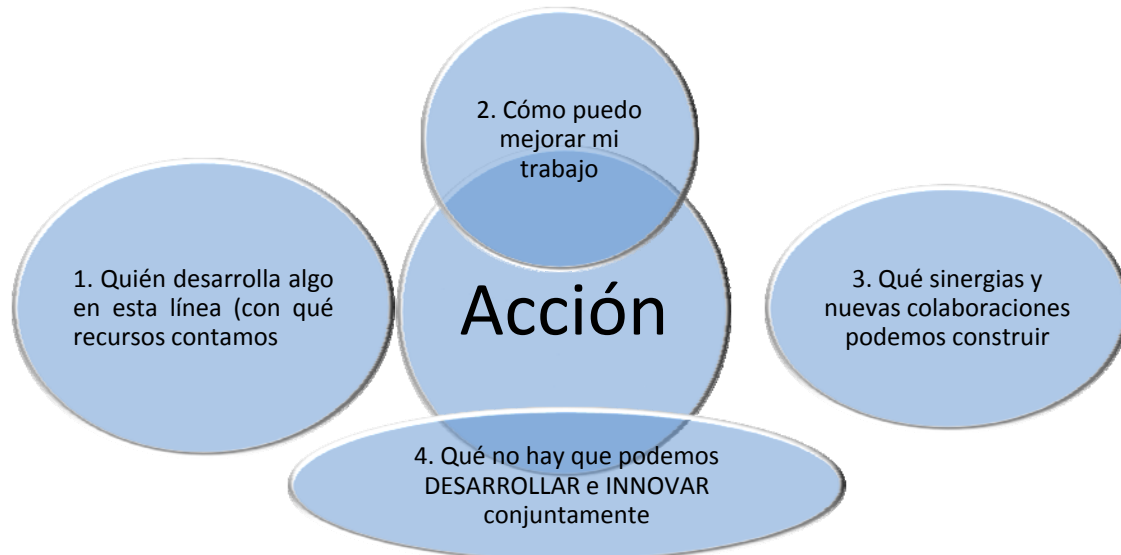 2. Cómo puedo
mejorar mi
trabajo
1. Quién desarrolla algo
en esta línea (con qué
recursos contamos
Acción
3. Qué sinergias y
nuevas colaboraciones
podemos construir
4. Qué no hay que podemos
DESARROLLAR e INNOVAR
conjuntamente